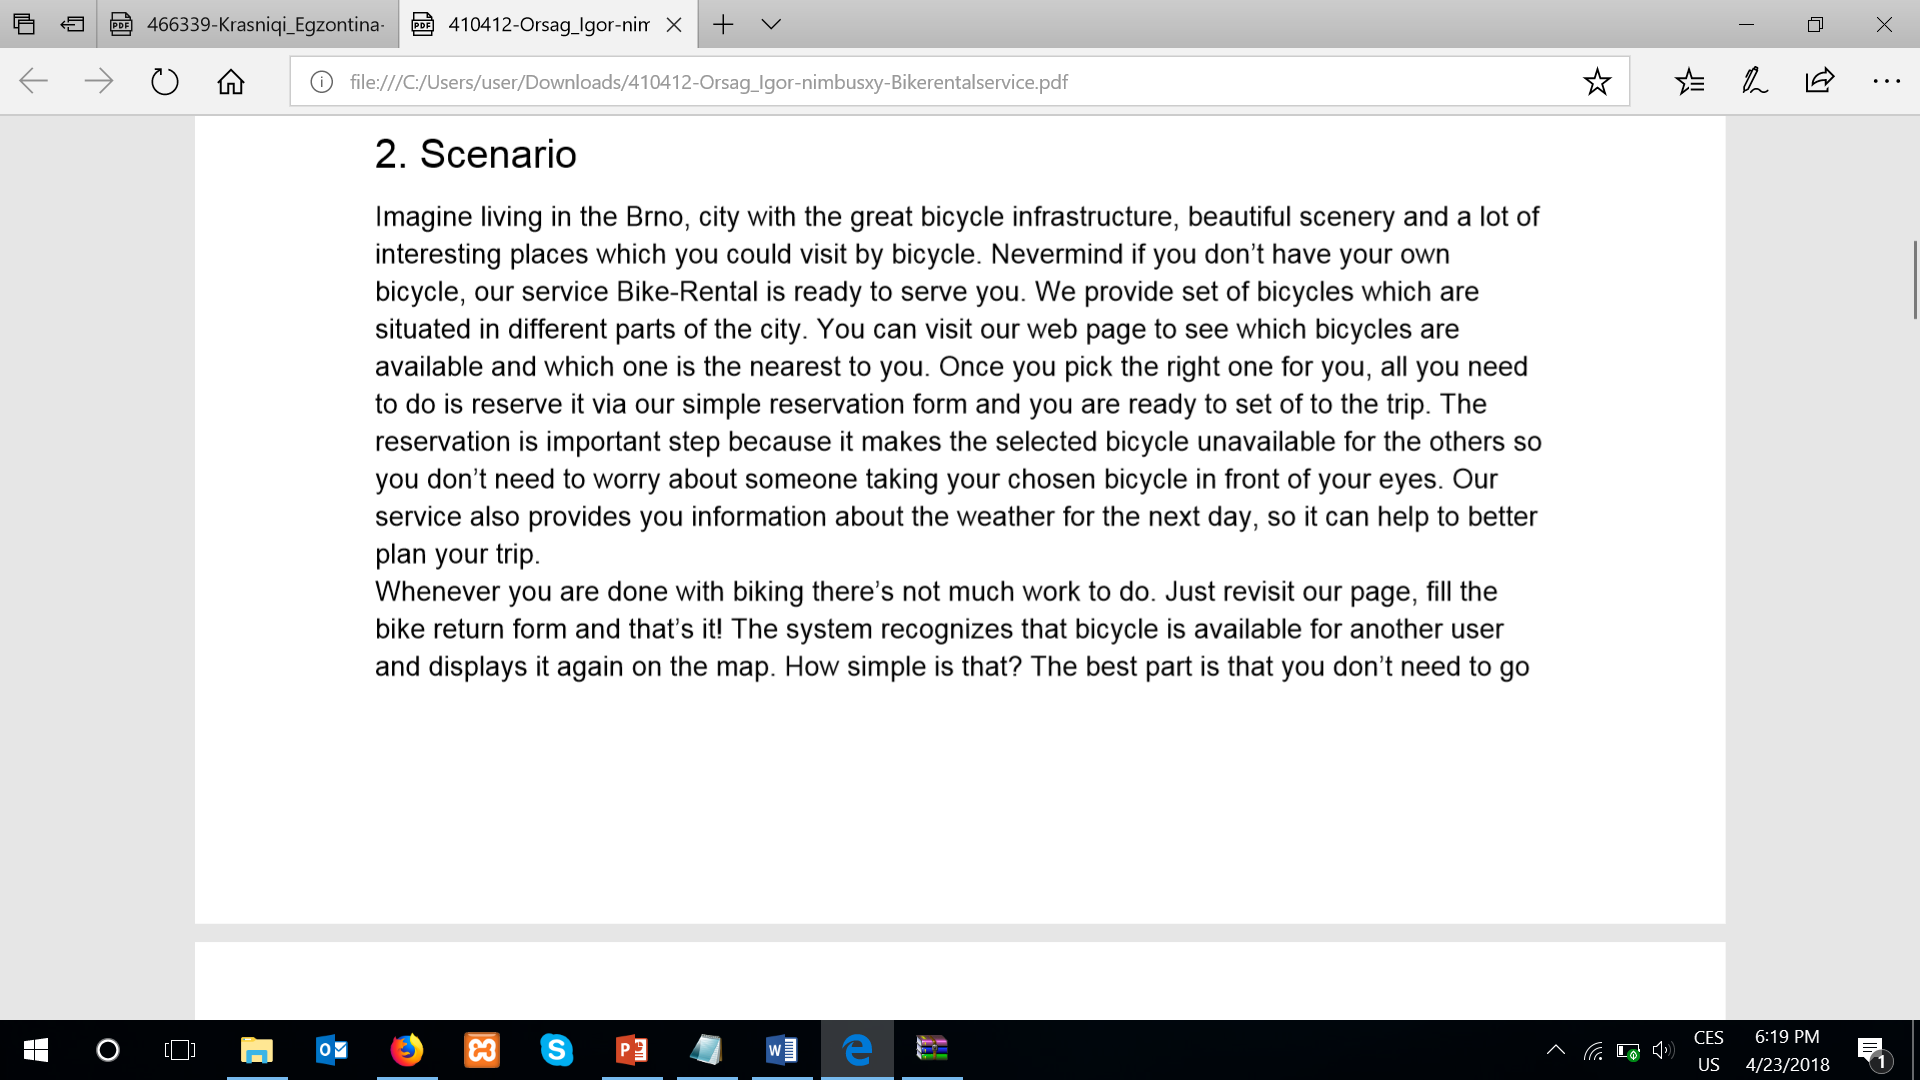 466339-Krasniqi_Egzontina-
410412-Orsag_Igor-nim
file:///C:/Users/user/Downloads/410412-Orsag_Igor-nimbusxy-Bikerentalservice.pdf
2. Scenario
Imagine living in the Brno, city with the great bicycle infrastructure, beautiful scenery and a lot of
interesting places which you could visit by bicycle. Nevermind if you don’t have your own
bicycle, our service Bike-Rental is ready to serve you. We provide set of bicycles which are
situated in different parts of the city. You can visit our web page to see which bicycles are
available and which one is the nearest to you. Once you pick the right one for you, all you need
to do is reserve it via our simple reservation form and you are ready to set of to the trip. The
reservation is important step because it makes the selected bicycle unavailable for the others so
you don’t need to worry about someone taking your chosen bicycle in front of your eyes. Our
service also provides you information about the weather for the next day, so it can help to better
plan your trip.
Whenever you are done with biking there’s not much work to do. Just revisit our page, fill the
bike return form and that’s it! The system recognizes that bicycle is available for another user
and displays it again on the map. How simple is that? The best part is that you don’t need to go
CES
US
6:19 PM
4/23/2018
1